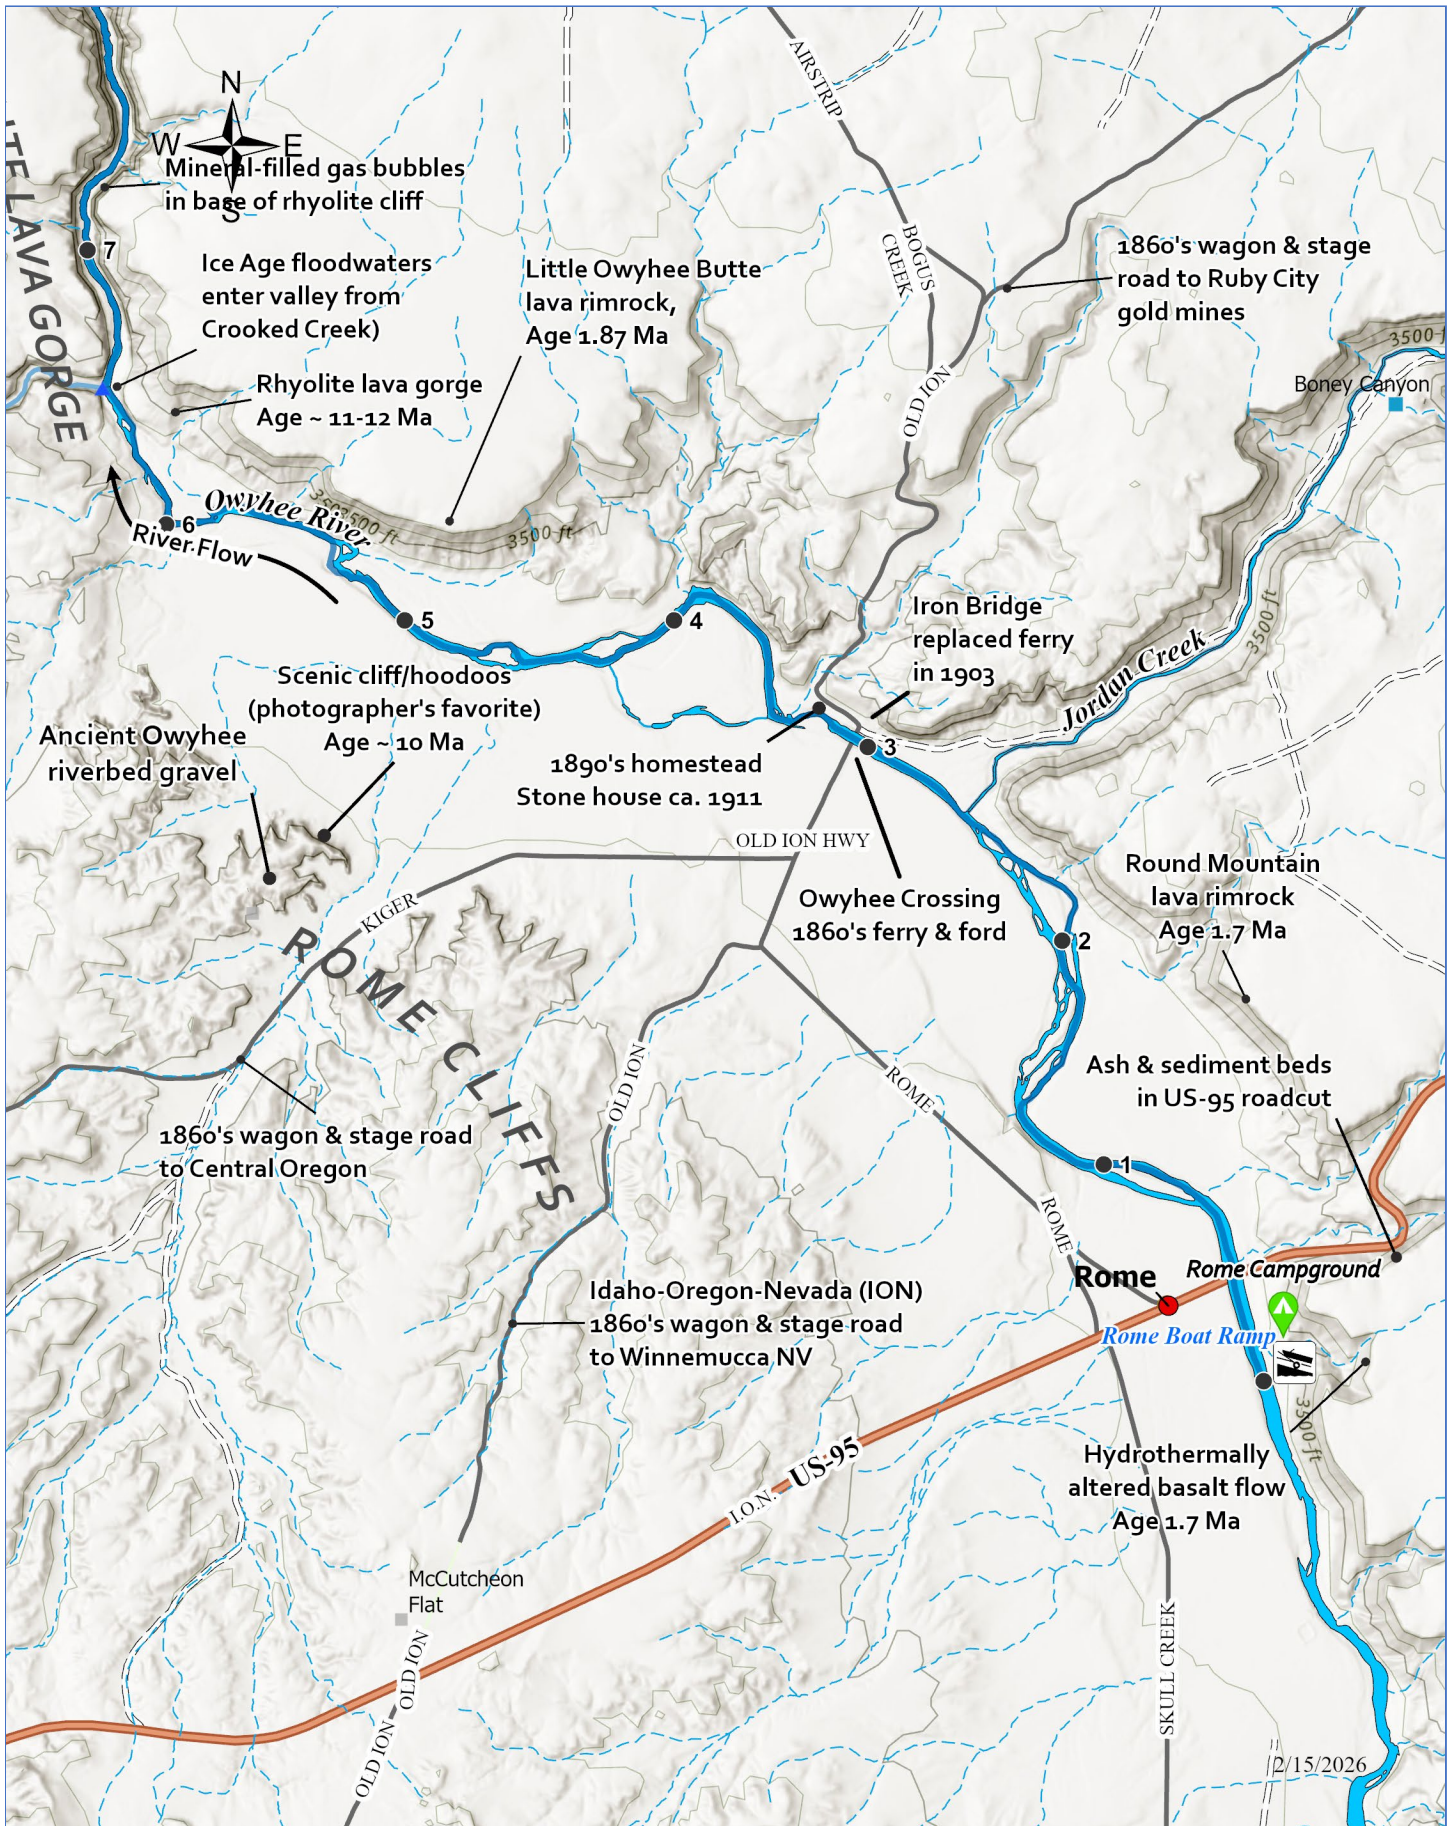 N
W E
S
AIRSTRIP
Mineral-filled gas bubbles
in base of rhyolite cliff
7
BOGUS
CREEK
1860's wagon & stage
road to Ruby City
gold mines
Ice Age floodwaters
enter valley from
Crooked Creek)
Little Owyhee Butte
lava rimrock,
Age 1.87 Ma
LAVA GORGE
Rhyolite lava gorge
Age ~ 11-12 Ma
OLD ION
3500 f
Boney Canyon
Owyhee River
3500 ft
3500 ft
6
River Flow
5
4
Iron Bridge
replaced ferry
in 1903
3500 ft
Jordan Creek
Scenic cliff/hoodoos
(photographer's favorite)
Age ~ 10 Ma
Ancient Owyhee
riverbed gravel
3
1890's homestead
Stone house ca. 1911
OLD ION HWY
Owyhee Crossing
1860's ferry & ford
Round Mountain
lava rimrock
Age 1.7 Ma
KIGER
2
ROME CLIFFS
OLD ION
ROME
Ash & sediment beds
in US-95 roadcut
1860's wagon & stage road
to Central Oregon
1
ROME
Rome
Rome Campground
Idaho-Oregon-Nevada (ION)
1860's wagon & stage road
to Winnemucca NV
Rome Boat Ramp
3500 ft
Hydrothermally
altered basalt flow
Age 1.7 Ma
US-95
I.O.N.
McCutcheon
Flat
OLD ION
OLD ION
SKULL CREEK
2/15/2026